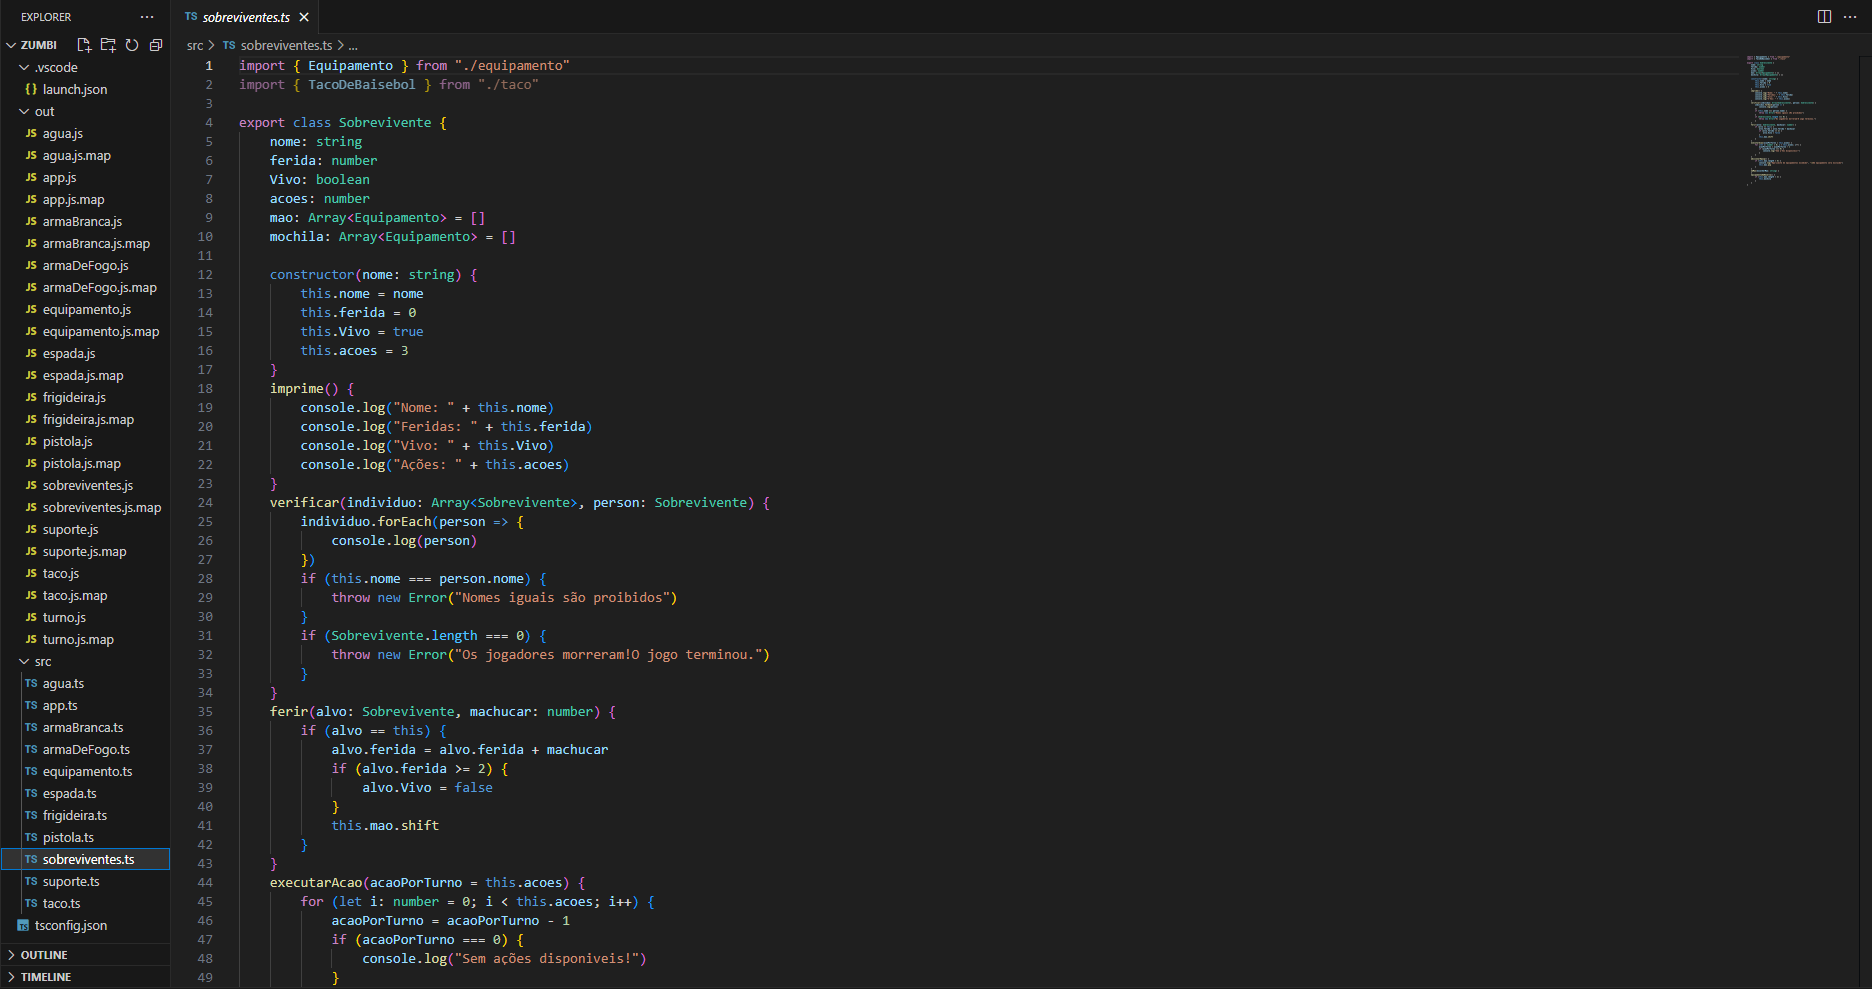 EXPLORER
ZUMBI
.vscode
{} launch.json
out
JS agua.js
JS agua.js.map
JS app.js
JS app.js.map
JS armaBranca.js
JS armaBranca.js.map
JS armaDeFogo.js
JS armaDeFogo.js.map
JS equipamento.js
JS equipamento.js.map
JS espada.js
JS espada.js.map
JS frigideira.js
JS frigideira.js.map
JS pistola.js
JS pistola.js.map
JS sobreviventes.js
JS sobreviventes.js.map
JS suporte.js
JS suporte.js.map
JS taco.js
JS taco.js.map
JS turno.js
JS turno.js.map
src
TS agua.ts
TS app.ts
TS armaBranca.ts
TS armaDeFogo.ts
TS equipamento.ts
TS espada.ts
TS frigideira.ts
TS pistola.ts
TS sobreviventes.ts
TS suporte.ts
TS taco.ts
TS tsconfig.json
OUTLINE
TIMELINE
TS sobreviventes.ts
src > TS sobreviventes.ts > ...
1 import { Equipamento } from "./equipamento"
2 import { TacoDeBaisebol } from "./taco"
3
4 export class Sobrevivente {
5     nome: string
6     ferida: number
7     Vivo: boolean
8     acoes: number
9     mao: Array<Equipamento> = []
10     mochila: Array<Equipamento> = []
11
12     constructor(nome: string) {
13         this.nome = nome
14         this.ferida = 0
15         this.Vivo = true
16         this.acoes = 3
17     }
18     imprime() {
19         console.log("Nome: " + this.nome)
20         console.log("Feridas: " + this.ferida)
21         console.log("Vivo: " + this.Vivo)
22         console.log("Ações: " + this.acoes)
23     }
24     verificar(individuo: Array<Sobrevivente>, person: Sobrevivente) {
25         individuo.forEach(person => {
26             console.log(person)
27         })
28         if (this.nome === person.nome) {
29             throw new Error("Nomes iguais são proibidos")
30         }
31         if (Sobrevivente.length === 0) {
32             throw new Error("Os jogadores morreram!O jogo terminou.")
33         }
34     }
35     ferir(alvo: Sobrevivente, machucar: number) {
36         if (alvo == this) {
37             alvo.ferida = alvo.ferida + machucar
38             if (alvo.ferida >= 2) {
39                 alvo.Vivo = false
40             }
41             this.mao.shift
42         }
43     }
44     executarAcao(acaoPorTurno = this.acoes) {
45         for (let i: number = 0; i < this.acoes; i++) {
46             acaoPorTurno = acaoPorTurno - 1
47             if (acaoPorTurno === 0) {
48                 console.log("Sem ações disponiveis!")
49             }